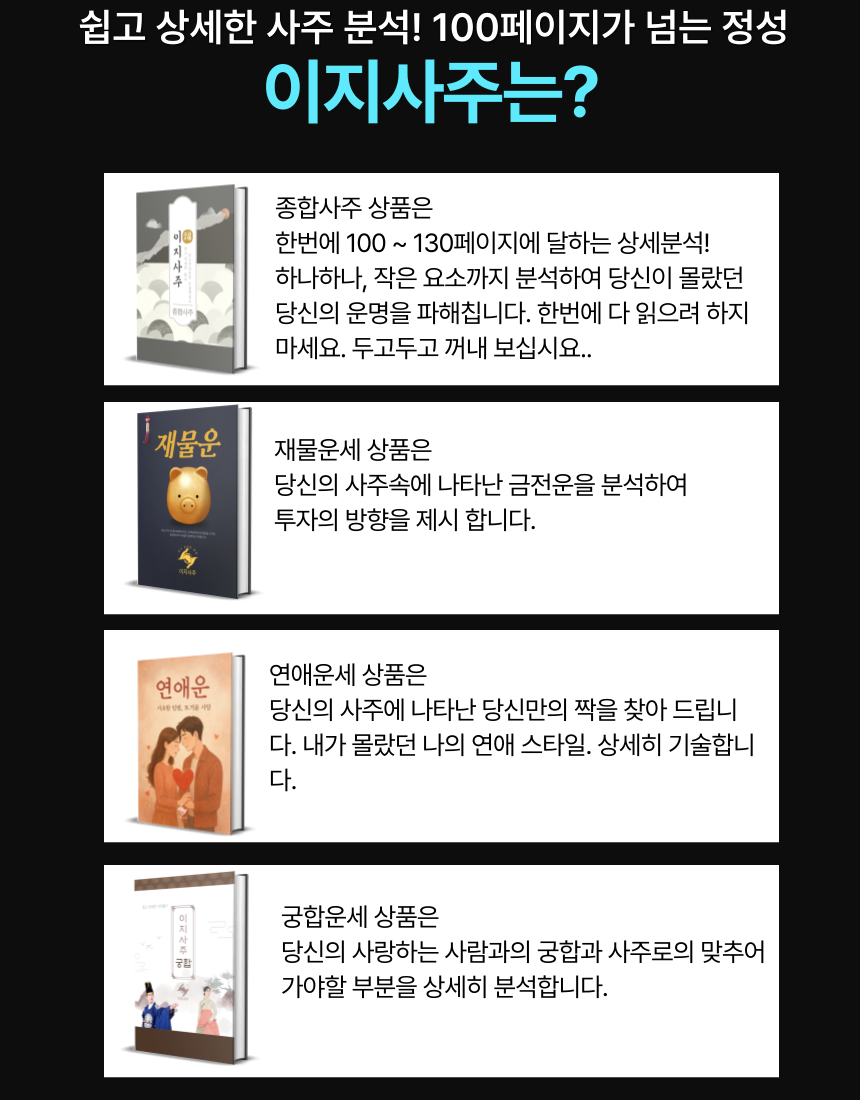 쉽고 상세한 사주 분석! 100페이지가 넘는 정성
이지사주는?
이지사주
종합사주
종합사주 상품은
한번에 100 ~ 130페이지에 달하는 상세분석!
하나하나, 작은 요소까지 분석하여 당신이 몰랐던
당신의 운명을 파해칩니다. 한번에 다 읽으려 하지
마세요. 두고두고 꺼내 보십시요..
재물운
이지사주
재물운세 상품은
당신의 사주속에 나타난 금전운을 분석하여
투자의 방향을 제시 합니다.
연애운
연애운세 상품은
당신의 사주에 나타난 당신만의 짝을 찾아 드립니
다. 내가 몰랐던 나의 연애 스타일. 상세히 기술합니
다.
이지사주
궁합
궁합운세 상품은
당신의 사랑하는 사람과의 궁합과 사주로의 맞추어
가야할 부분을 상세히 분석합니다.